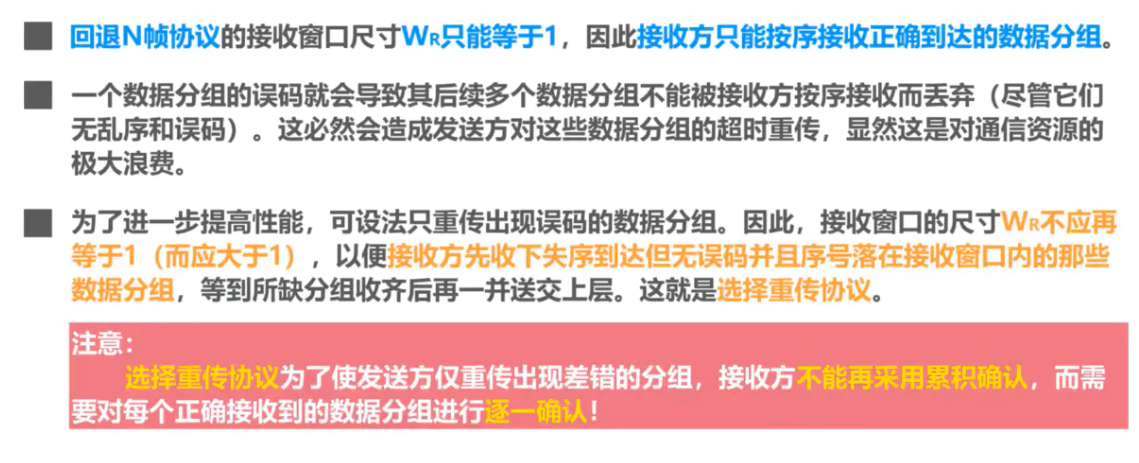 回退N帧协议的接收窗口尺寸WR只能等于1，因此接收方只能按序接收正确到达的数据分组。
一个数据分组的误码就会导致其后续多个数据分组不能被接收方按序接收而丢弃（尽管它们
无乱序和误码）。这必然会造成发送方对这些数据分组的超时重传，显然这是对通信资源的
极大浪费。
为了进一步提高性能，可设法只重传出现误码的数据分组。因此，接收窗口的尺寸WR不应再
等于1（而应大于1），以便接收方先收下失序到达但无误码并且序号落在接收窗口内的那些
数据分组，等到所缺分组收齐后再一并送交上层。这就是选择重传协议。
注意：
选择重传协议为了使发送方仅重传出现差错的分组，接收方不能再采用累积确认，而需
要对每个正确接收到的数据分组进行逐一确认！